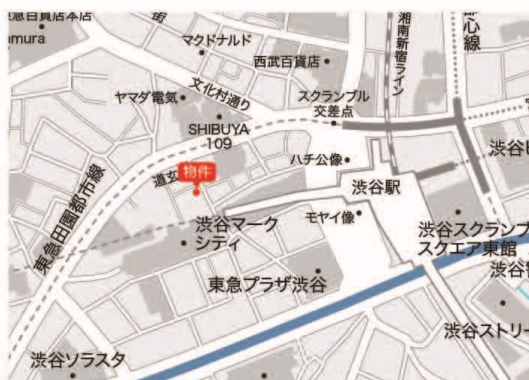 急百貨店本店
amura
街
マクドナルド
西武百貨店
湘南新宿ライン
都心線
文化村通り
ヤマダ電気
スクランブル
交差点
SHIBUYA
109
ハチ公像
渋谷ヒ
道玄
物件
渋谷駅
東急田園都市線
渋谷マーク
シティ
モヤイ像
渋谷スクランブ
スクエア東館
東急プラザ渋谷
渋谷
渋谷ストリー
渋谷ソラスタ